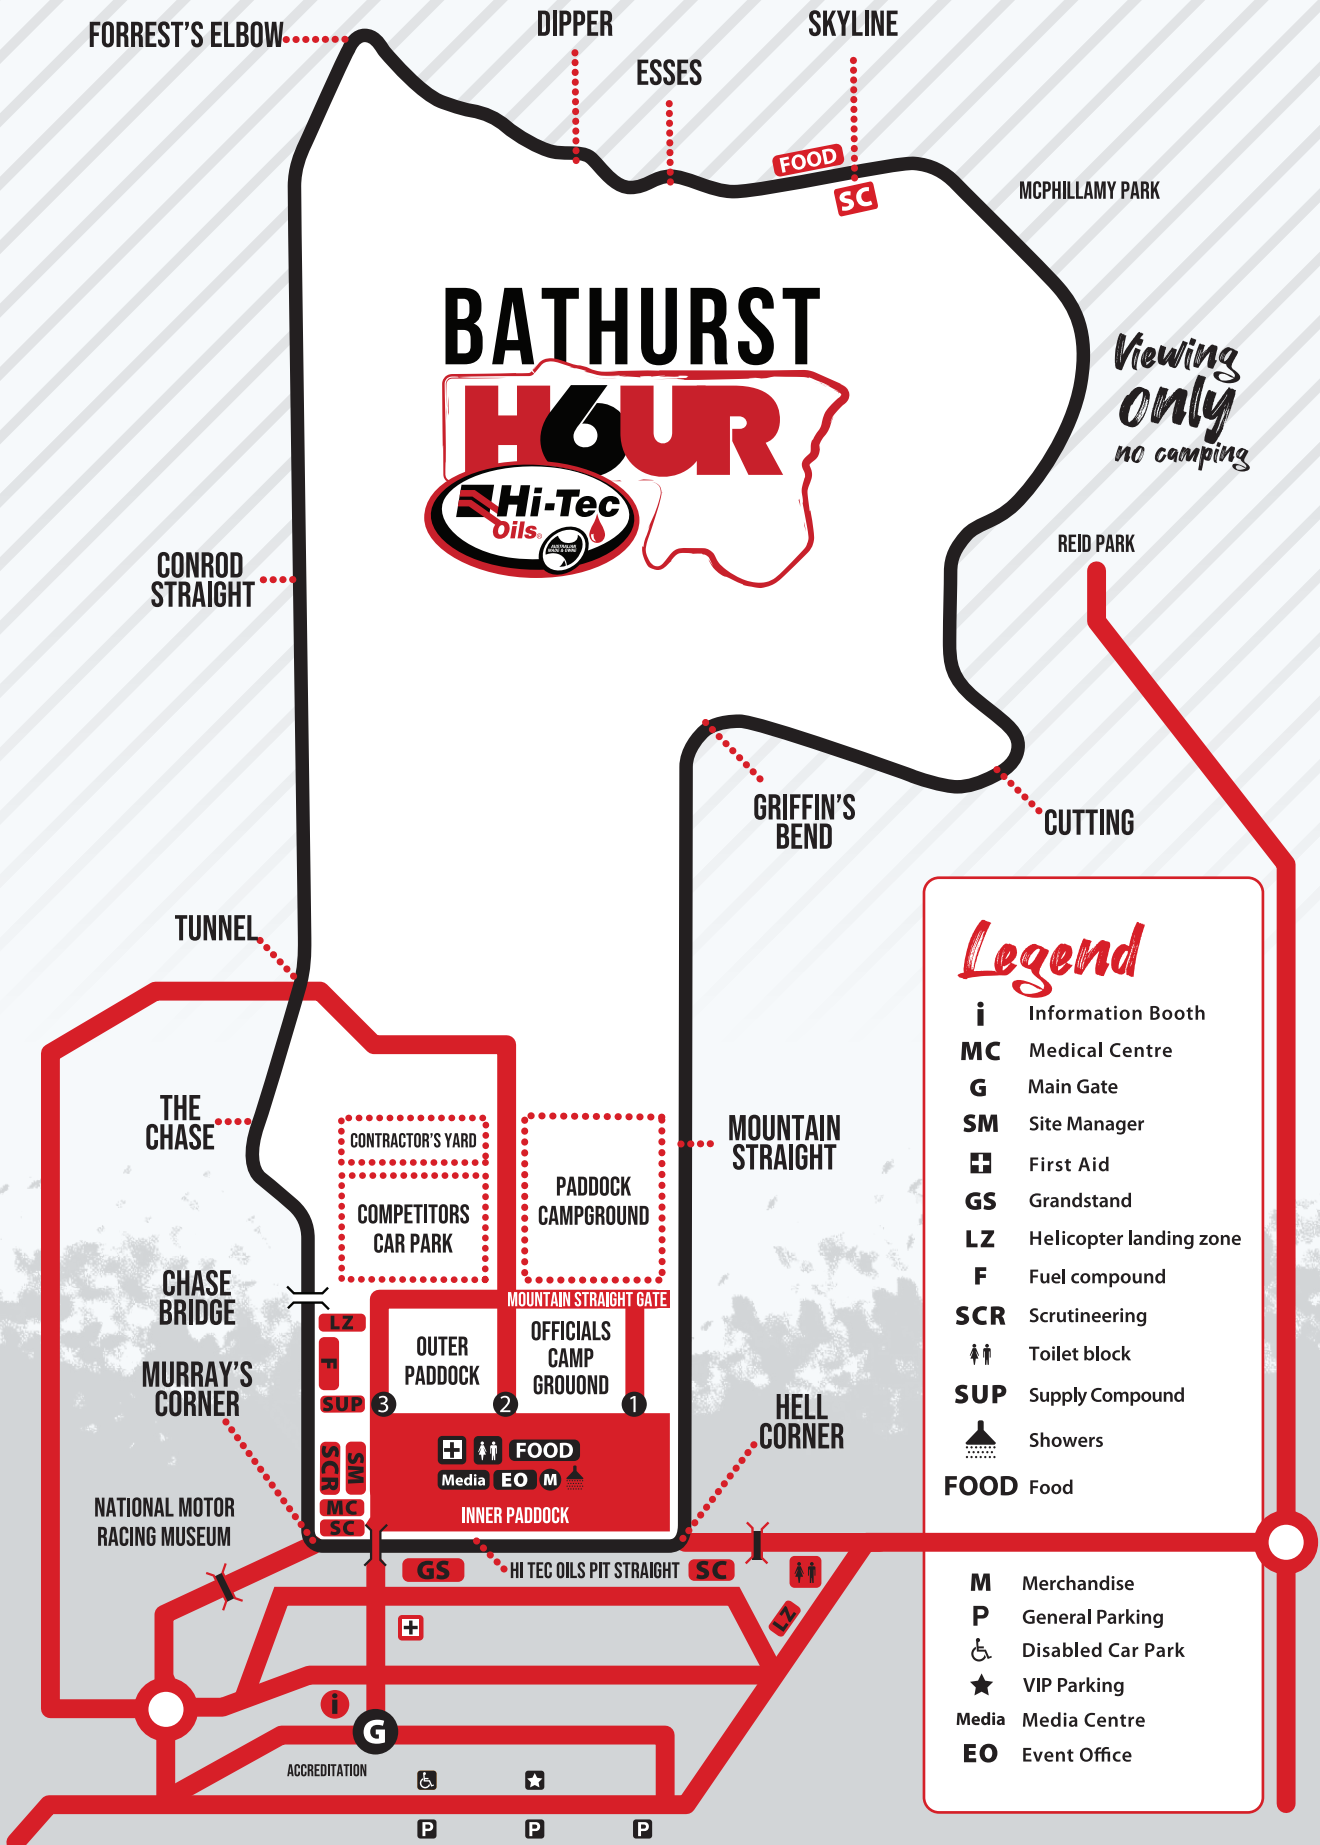 FORREST'S ELBOW
DIPPER
ESSES
SKYLINE
FOOD
SC
MCPHILLAMY PARK
BATHURST
H6UR
Hi-Tec
Oils
AUSTRALIAN
MADE & OWNED
Viewing
only
no camping
REID PARK
CONROD
STRAIGHT
GRIFFIN'S
BEND
CUTTING
TUNNEL
THE
CHASE
CONTRACTOR'S YARD
COMPETITORS
CAR PARK
PADDOCK
CAMPGROUND
MOUNTAIN
STRAIGHT
CHASE
BRIDGE
MOUNTAIN STRAIGHT GATE
LZ
F
SUP
OUTER
PADDOCK
OFFICIALS
CAMP
GROUOND
3
2
1
MURRAY'S
CORNER
HELL
CORNER
SCR
SM
MC
SC
FOOD
Media
EO
M
INNER PADDOCK
NATIONAL MOTOR
RACING MUSEUM
GS
HI TEC OILS PIT STRAIGHT
SC
LZ
i
G
ACCREDITATION
P
P
P
Legend
i Information Booth
MC Medical Centre
G Main Gate
SM Site Manager
First Aid
GS Grandstand
LZ Helicopter landing zone
F Fuel compound
SCR Scrutineering
Toilet block
SUP Supply Compound
Showers
FOOD Food
M Merchandise
P General Parking
Disabled Car Park
VIP Parking
Media Media Centre
EO Event Office